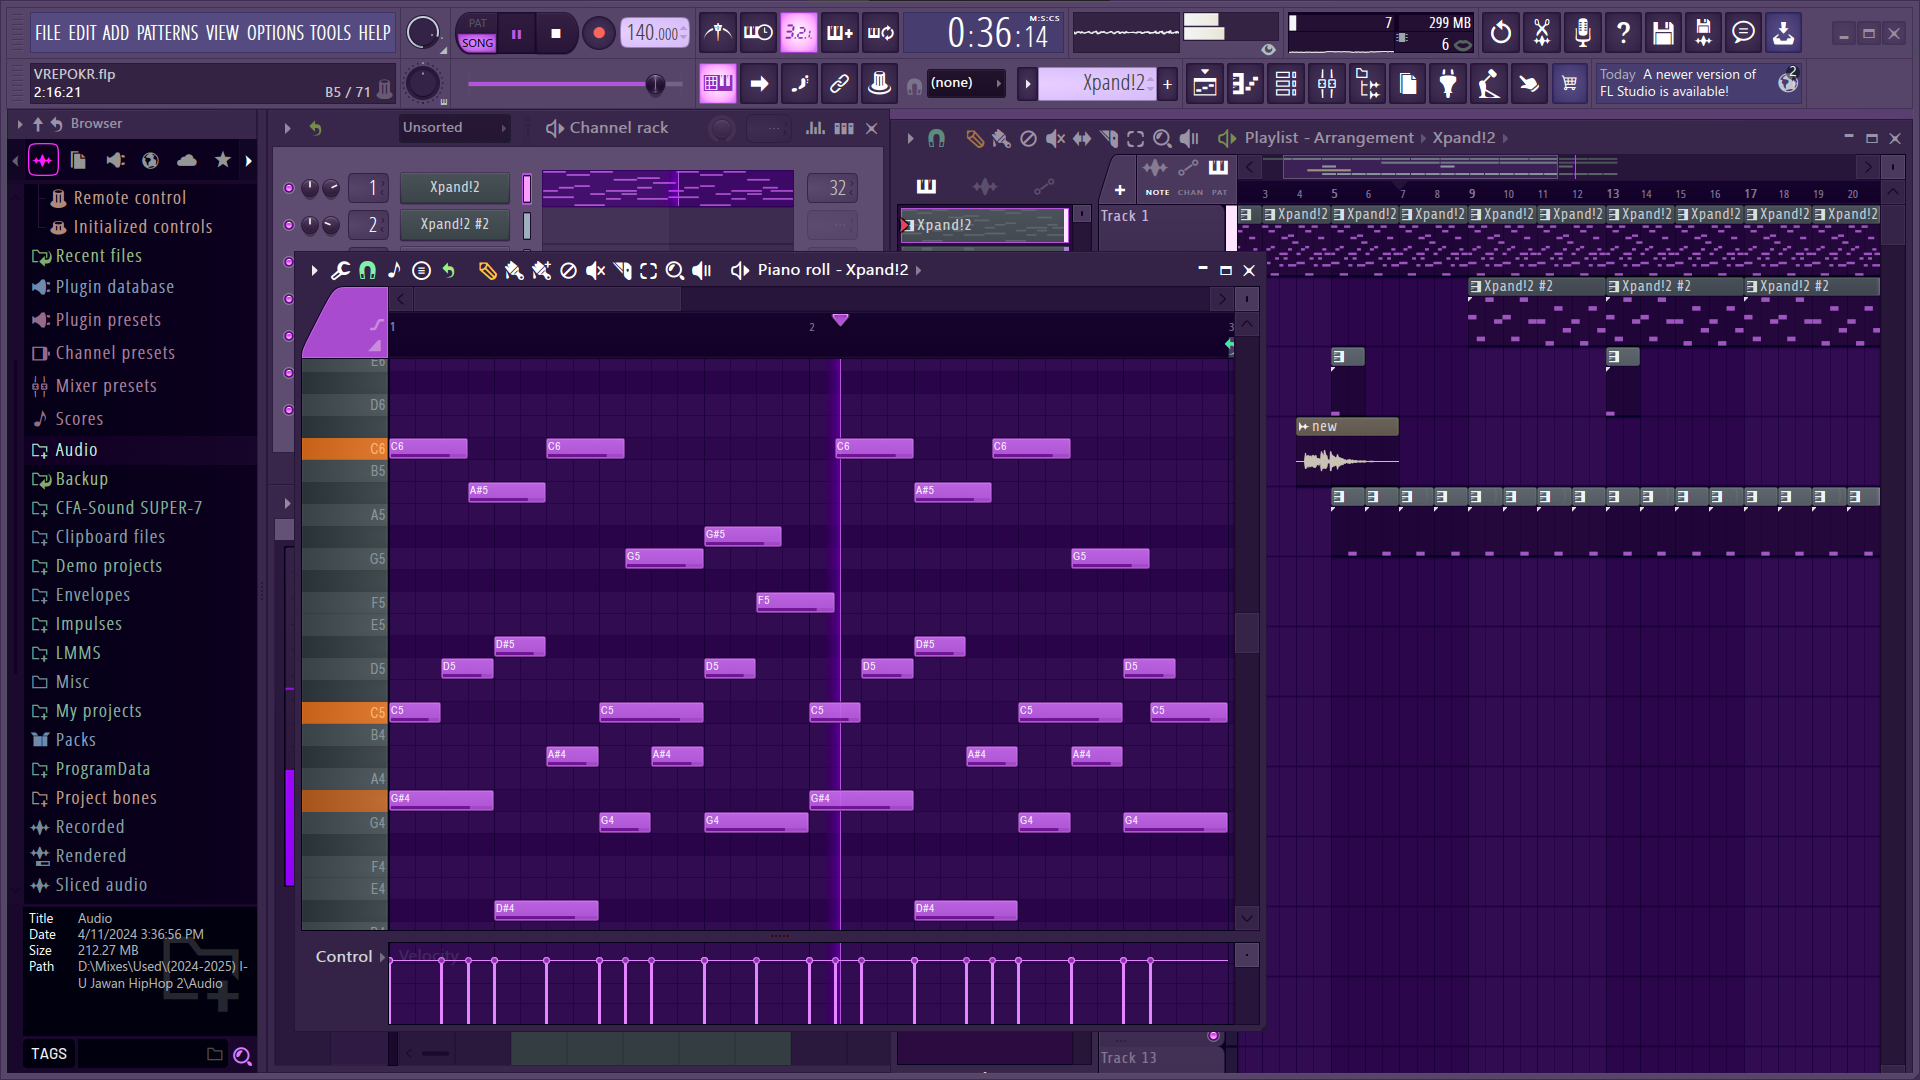 FILE EDIT ADD PATTERNS VIEW OPTIONS TOOLS HELP
PAT
SONG
140.000
3.2.
0:36:14
M:S:CS
7
299 MB
6
VREPOKR.flp
2:16:21
B5 / 71
(none)
Xpand!2
Today A newer version of
FL Studio is available!
2
Browser
Unsorted
Channel rack
Playlist - Arrangement
Xpand!2
Remote control
Initialized controls
Recent files
Plugin database
Plugin presets
Channel presets
Mixer presets
Scores
Audio
Backup
CFA-Sound SUPER-7
Clipboard files
Demo projects
Envelopes
Impulses
LMMS
Misc
My projects
Packs
ProgramData
Project bones
Recorded
Rendered
Sliced audio
Title Audio
Date 4/11/2024 3:36:56 PM
Size 212.27 MB
Path D:\Mixes\Used\(2024-2025) I-
U Jawan HipHop 2\Audio
TAGS
1 Xpand!2 32
2 Xpand!2 #2
NOTE CHAN PAT
3 4 5 6 7 8 9 10 11 12 13 14 15 16 17 18 19 20
Xpand!2
Track 1
Xpand!2 Xpand!2 Xpand!2 Xpand!2 Xpand!2 Xpand!2 Xpand!2 Xpand!2 Xpand!2
Xpand!2 #2 Xpand!2 #2 Xpand!2 #2
new
Track 13
Piano roll - Xpand!2
1 2 3
E6
D6
C6 C6 C6 C6 C6
B5
A#5 A#5
A5
G#5
G5 G5 G5
F5 F5
E5
D#5 D#5
D5 D5 D5 D5 D5
C5 C5 C5 C5 C5 C5
B4
A#4 A#4 A#4 A#4
A4
G#4 G#4
G4 G4 G4 G4 G4
F4
E4
D#4 D#4
Control
Velocity